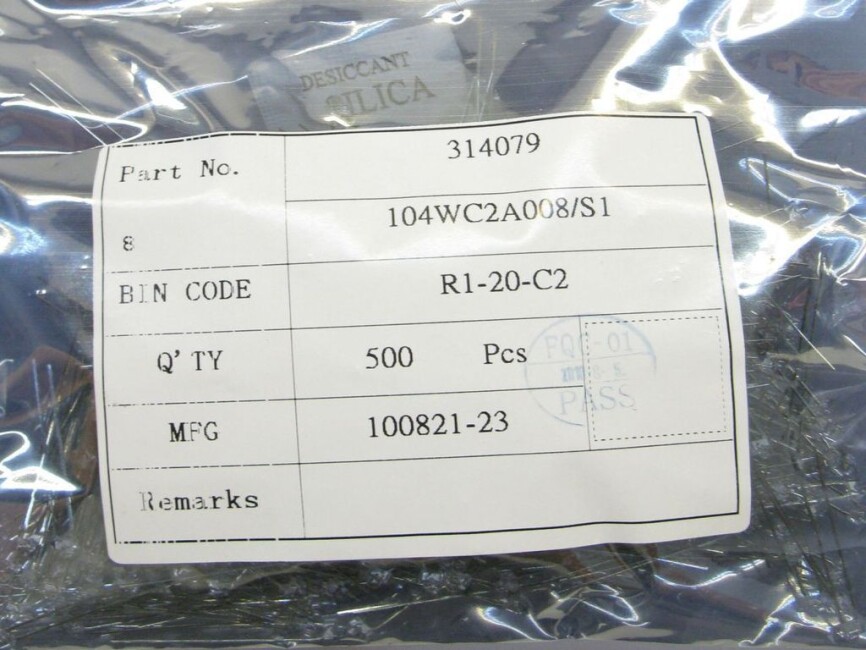 DESICCANT
SILICA
Part No. 314079
8 104WC2A008/S1
BIN CODE R1-20-C2
Q'TY 500 Pcs
MFG 100821-23
PASS
Remarks